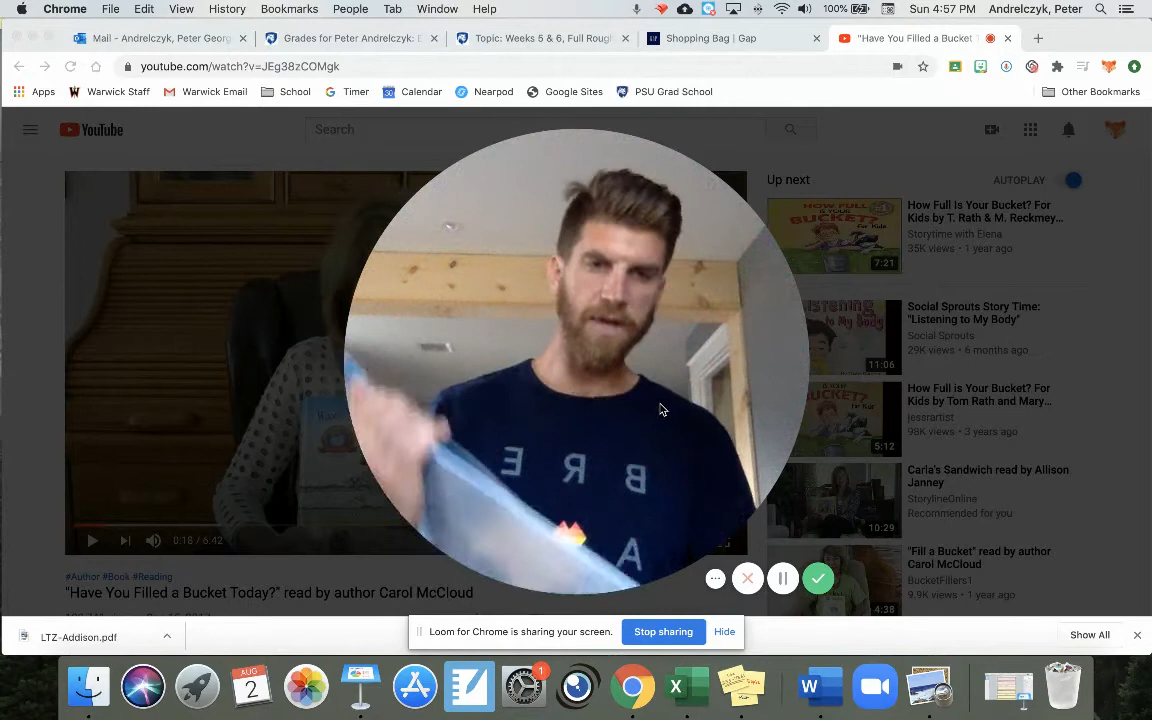 Chrome File Edit View History Bookmarks People Tab Window Help 100% Sun 4:57 PM Andrelczyk, Peter
Mail - Andrelczyk, Peter Georg × Grades for Peter Andrelczyk: E × Topic: Weeks 5 & 6, Full Roug × Shopping Bag | Gap × "Have You Filled a Bucket T ×
youtube.com/watch?v=JEg38zCOMgk
Apps Warwick Staff Warwick Email School Timer Calendar Nearpod Google Sites PSU Grad School Other Bookmarks
YouTube Search
Up next AUTOPLAY
How Full Is Your Bucket? For
Kids by T. Rath & M. Reckmey...
Storytime with Elena
35K views • 1 year ago
7:21
Social Sprouts Story Time:
"Listening to My Body"
Social Sprouts
29K views • 6 months ago
11:06
How Full is Your Bucket? For
Kids by Tom Rath and Mary...
jessrartist
98K views • 3 years ago
5:12
Carla's Sandwich read by Allison
Janney
StorylineOnline
Recommended for you
10:29
"Fill a Bucket" read by author
Carol McCloud
BucketFillers1
9.9K views • 1 year ago
4:38
B R E
A
0:18 / 6:42
#Author #Book #Reading
"Have You Filled a Bucket Today?" read by author Carol McCloud
LTZ-Addison.pdf
Loom for Chrome is sharing your screen. Stop sharing Hide
Show All
AUG
2
1